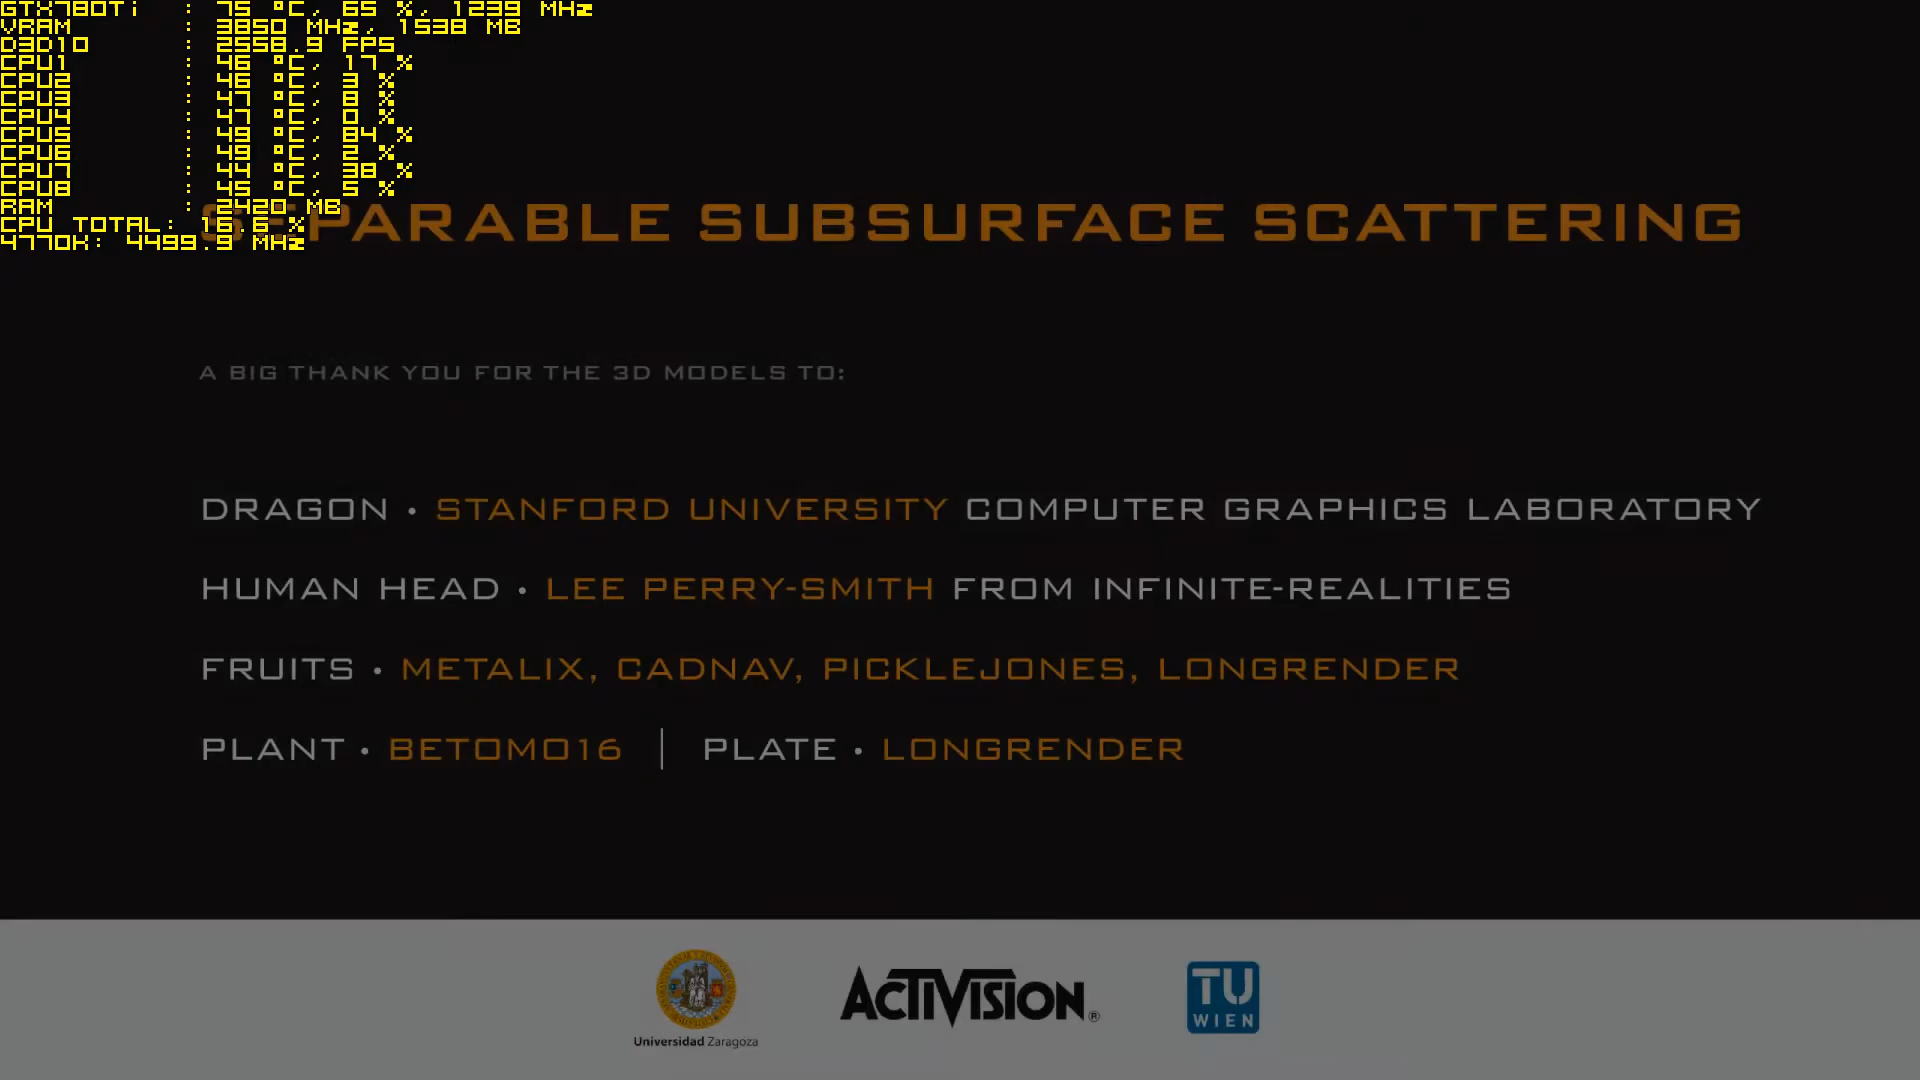 GTX780Ti : 75 °C, 65 %, 1239 MHz
VRAM : 3850 MHz, 1538 MB
D3D10 : 2558.9 FPS
CPU1 : 46 °C, 17 %
CPU2 : 46 °C, 3 %
CPU3 : 47 °C, 8 %
CPU4 : 47 °C, 0 %
CPU5 : 49 °C, 84 %
CPU6 : 49 °C, 2 %
CPU7 : 44 °C, 38 %
CPU8 : 45 °C, 5 %
RAM : 2420 MB
CPU TOTAL: 19.6 %
4770K: 4499.9 MHz
SEPARABLE SUBSURFACE SCATTERING
A BIG THANK YOU FOR THE 3D MODELS TO:
DRAGON • STANFORD UNIVERSITY COMPUTER GRAPHICS LABORATORY
HUMAN HEAD • LEE PERRY-SMITH FROM INFINITE-REALITIES
FRUITS • METALIX, CADNAV, PICKLEJONES, LONGRENDER
PLANT • BETOMO16 | PLATE • LONGRENDER
Universidad Zaragoza
ACTIVISION®
TU
WIEN